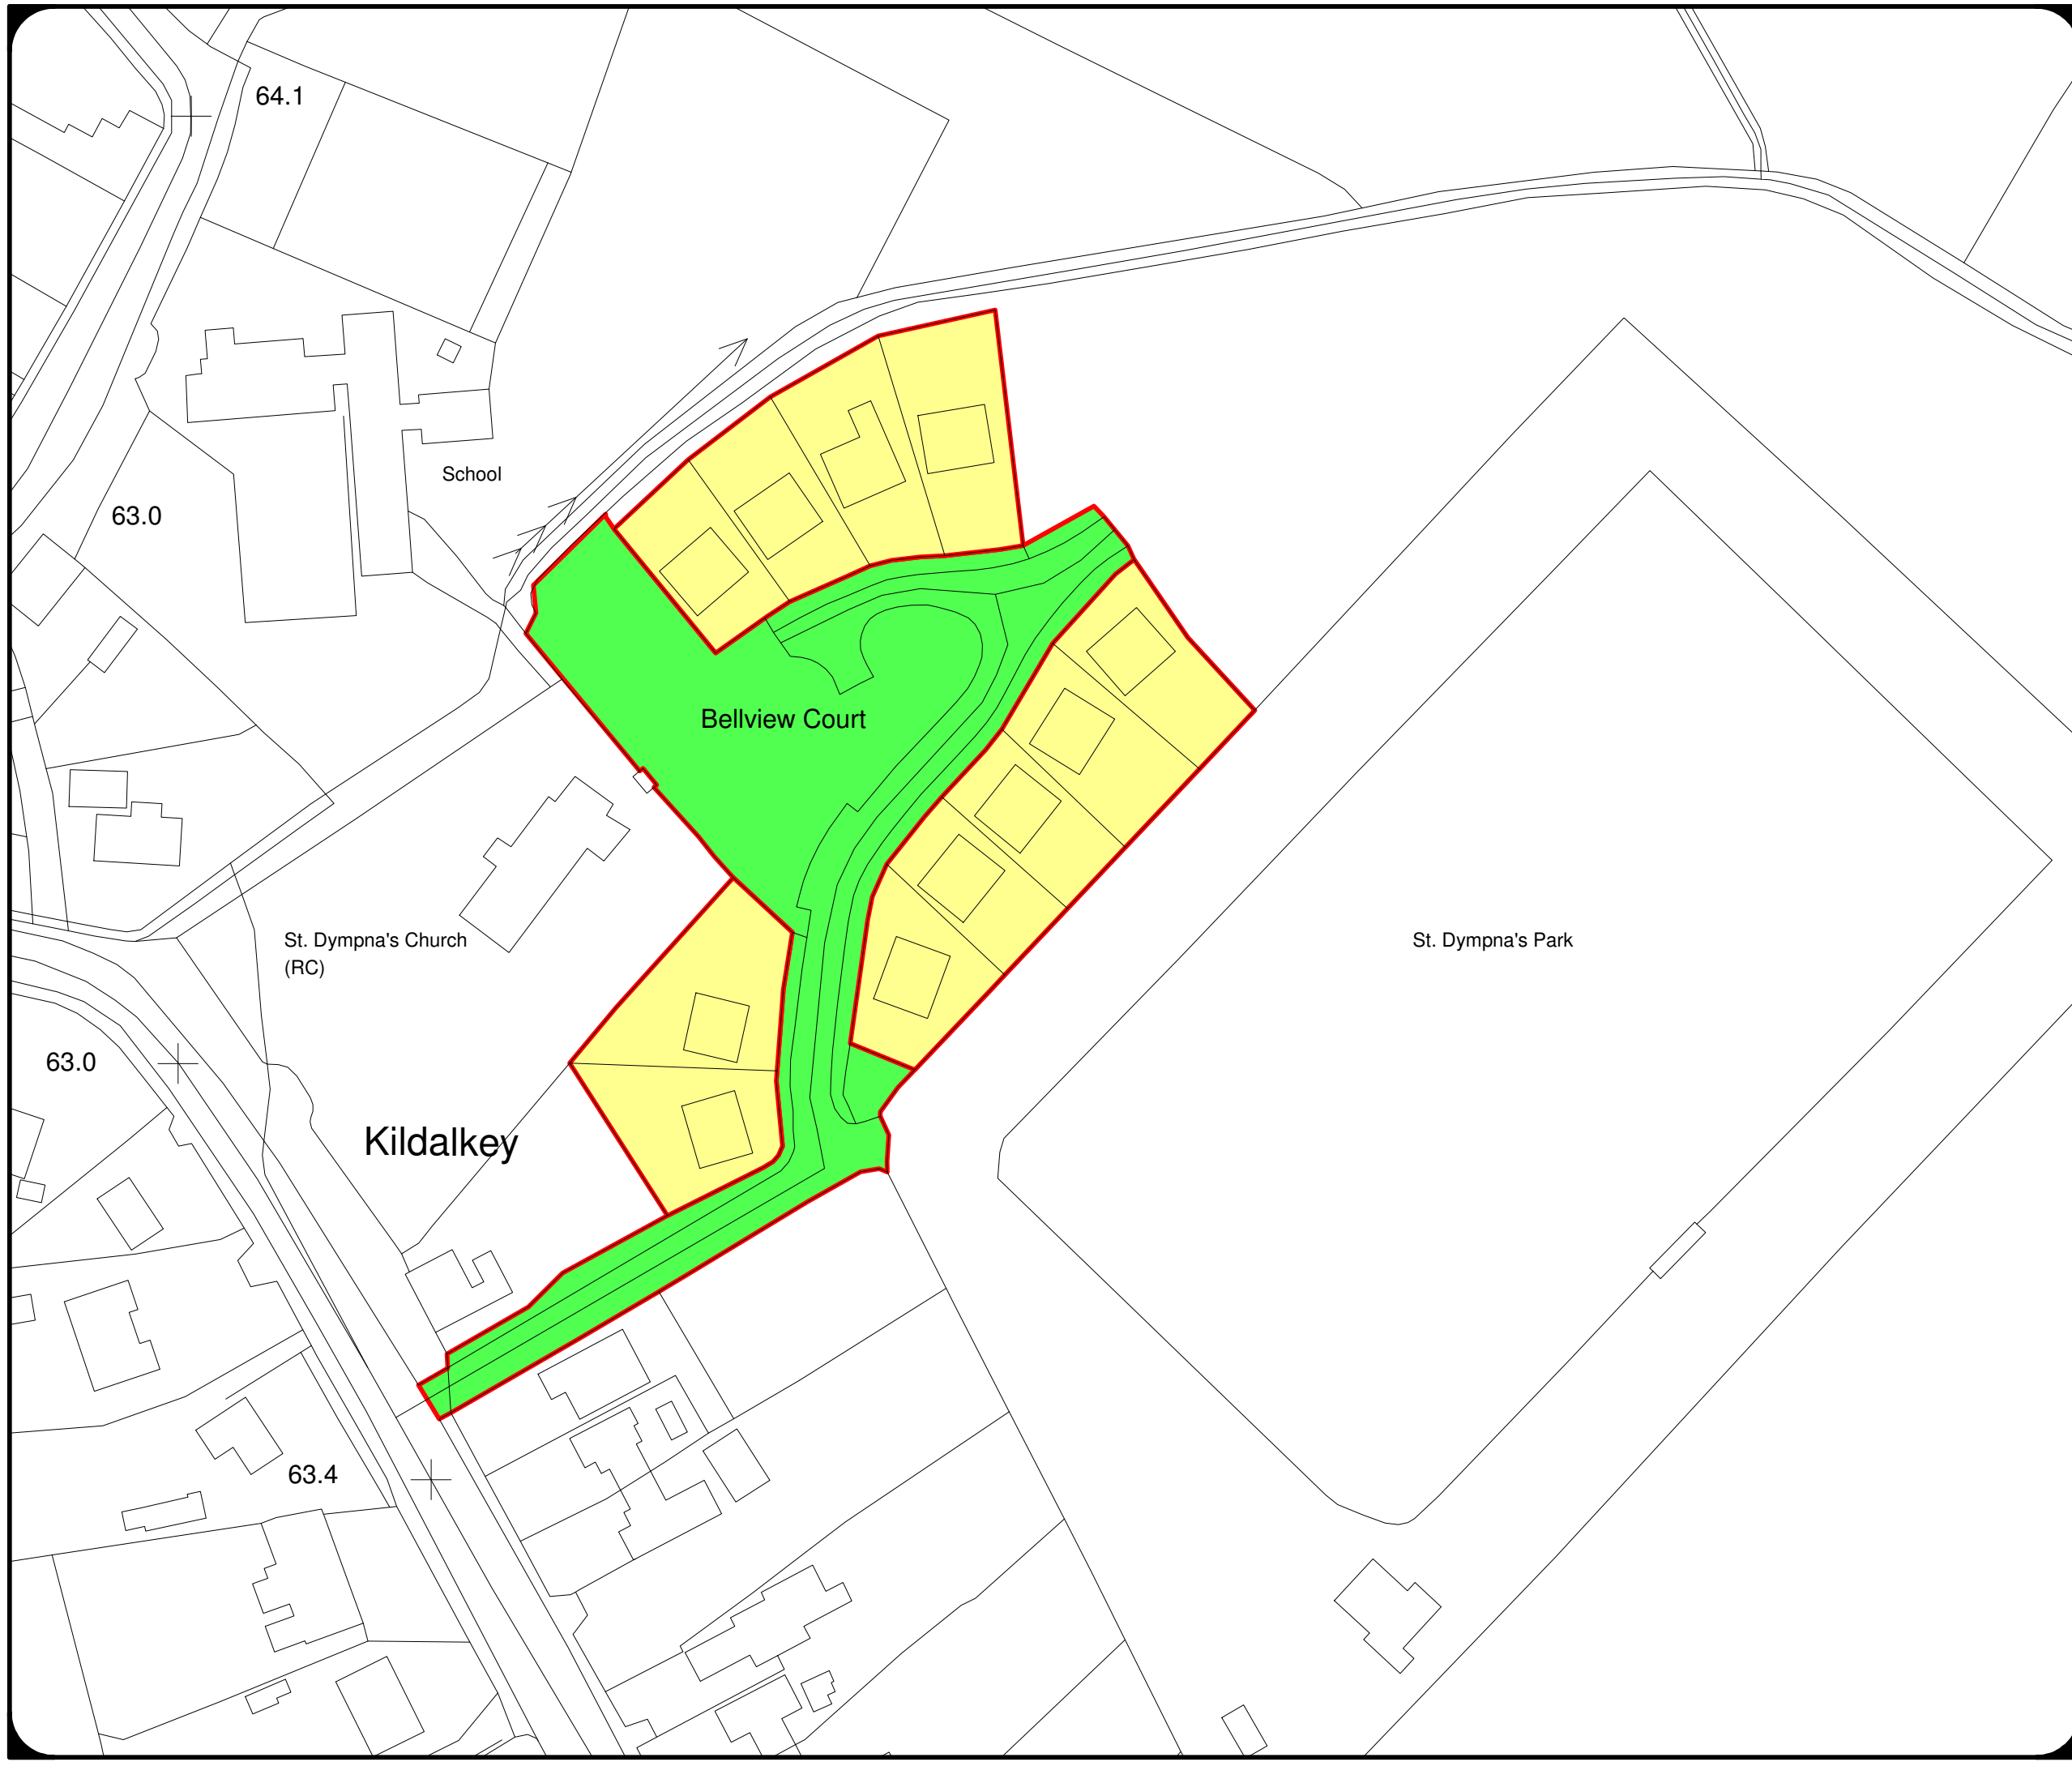 64.1
School
63.0
Bellview Court
St. Dympna's Church
(RC)
St. Dympna's Park
63.0
Kildalkey
63.4